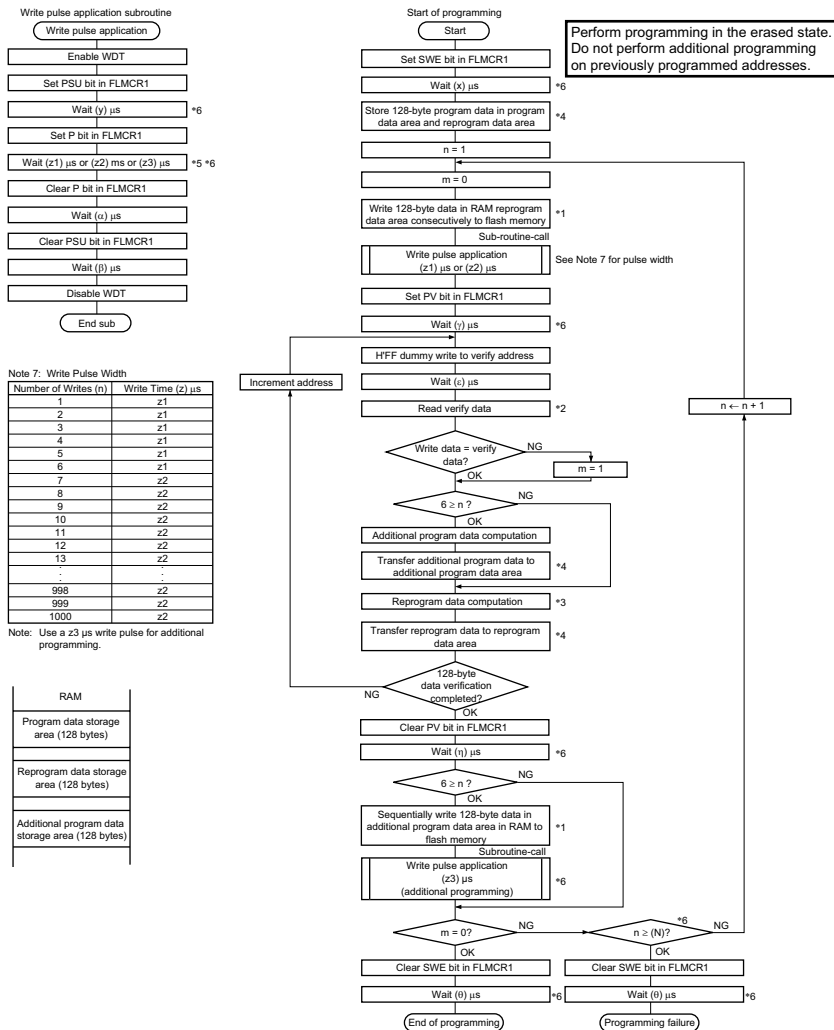 Write pulse application subroutine
Write pulse application
Enable WDT
Set PSU bit in FLMCR1
Wait (y) μs
*6
Set P bit in FLMCR1
Wait (z1) μs or (z2) ms or (z3) μs
*5 *6
Clear P bit in FLMCR1
Wait (α) μs
Clear PSU bit in FLMCR1
Wait (β) μs
Disable WDT
End sub
Note 7: Write Pulse Width
Number of Writes (n) Write Time (z) μs
1 z1
2 z1
3 z1
4 z1
5 z1
6 z1
7 z2
8 z2
9 z2
10 z2
11 z2
12 z2
13 z2
⋮ ⋮
998 z2
999 z2
1000 z2
Note: Use a z3 μs write pulse for additional
programming.
RAM
Program data storage
area (128 bytes)
Reprogram data storage
area (128 bytes)
Additional program data
storage area (128 bytes)
Start of programming
Start
Perform programming in the erased state.
Do not perform additional programming
on previously programmed addresses.
Set SWE bit in FLMCR1
Wait (x) μs
*6
Store 128-byte program data in program
data area and reprogram data area
*4
n = 1
m = 0
Write 128-byte data in RAM reprogram
data area consecutively to flash memory
*1
Sub-routine-call
Write pulse application
(z1) μs or (z2) μs
See Note 7 for pulse width
Set PV bit in FLMCR1
Wait (γ) μs
*6
H'FF dummy write to verify address
Increment address
Wait (ε) μs
Read verify data
*2
n ← n + 1
Write data = verify
data?
NG
m = 1
OK
6 ≥ n ?
NG
OK
Additional program data computation
Transfer additional program data to
additional program data area
*4
Reprogram data computation
*3
Transfer reprogram data to reprogram
data area
*4
128-byte
data verification
completed?
NG
OK
Clear PV bit in FLMCR1
Wait (η) μs
*6
6 ≥ n ?
NG
OK
Sequentially write 128-byte data in
additional program data area in RAM to
flash memory
*1
Subroutine-call
Write pulse application
(z3) μs
(additional programming)
*6
m = 0?
NG
n ≥ (N)?
*6
NG
OK
OK
Clear SWE bit in FLMCR1
Clear SWE bit in FLMCR1
Wait (θ) μs
*6
Wait (θ) μs
*6
End of programming
Programming failure